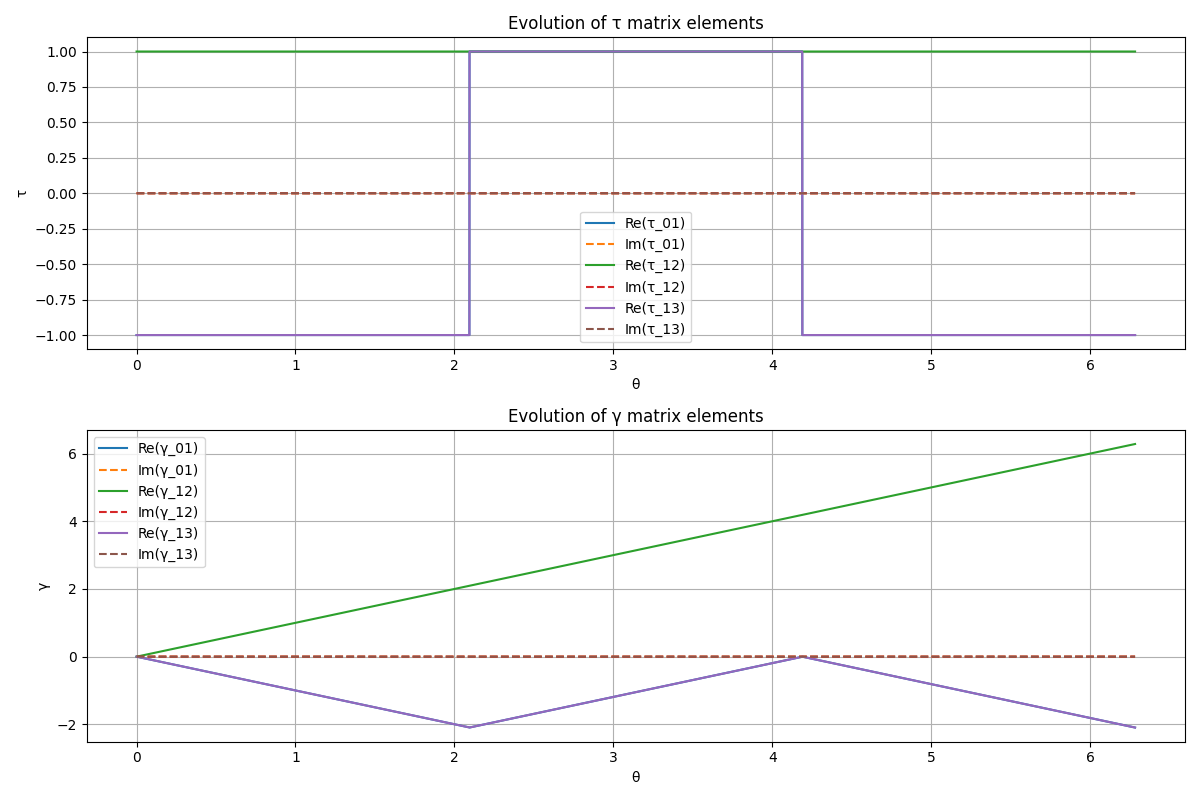 Evolution of τ matrix elements
1.00
0.75
0.50
0.25
0.00
−0.25
−0.50
−0.75
−1.00
τ
Re(τ_01)
Im(τ_01)
Re(τ_12)
Im(τ_12)
Re(τ_13)
Im(τ_13)
0 1 2 3 4 5 6
θ
Evolution of γ matrix elements
6
4
2
0
−2
γ
Re(γ_01)
Im(γ_01)
Re(γ_12)
Im(γ_12)
Re(γ_13)
Im(γ_13)
0 1 2 3 4 5 6
θ